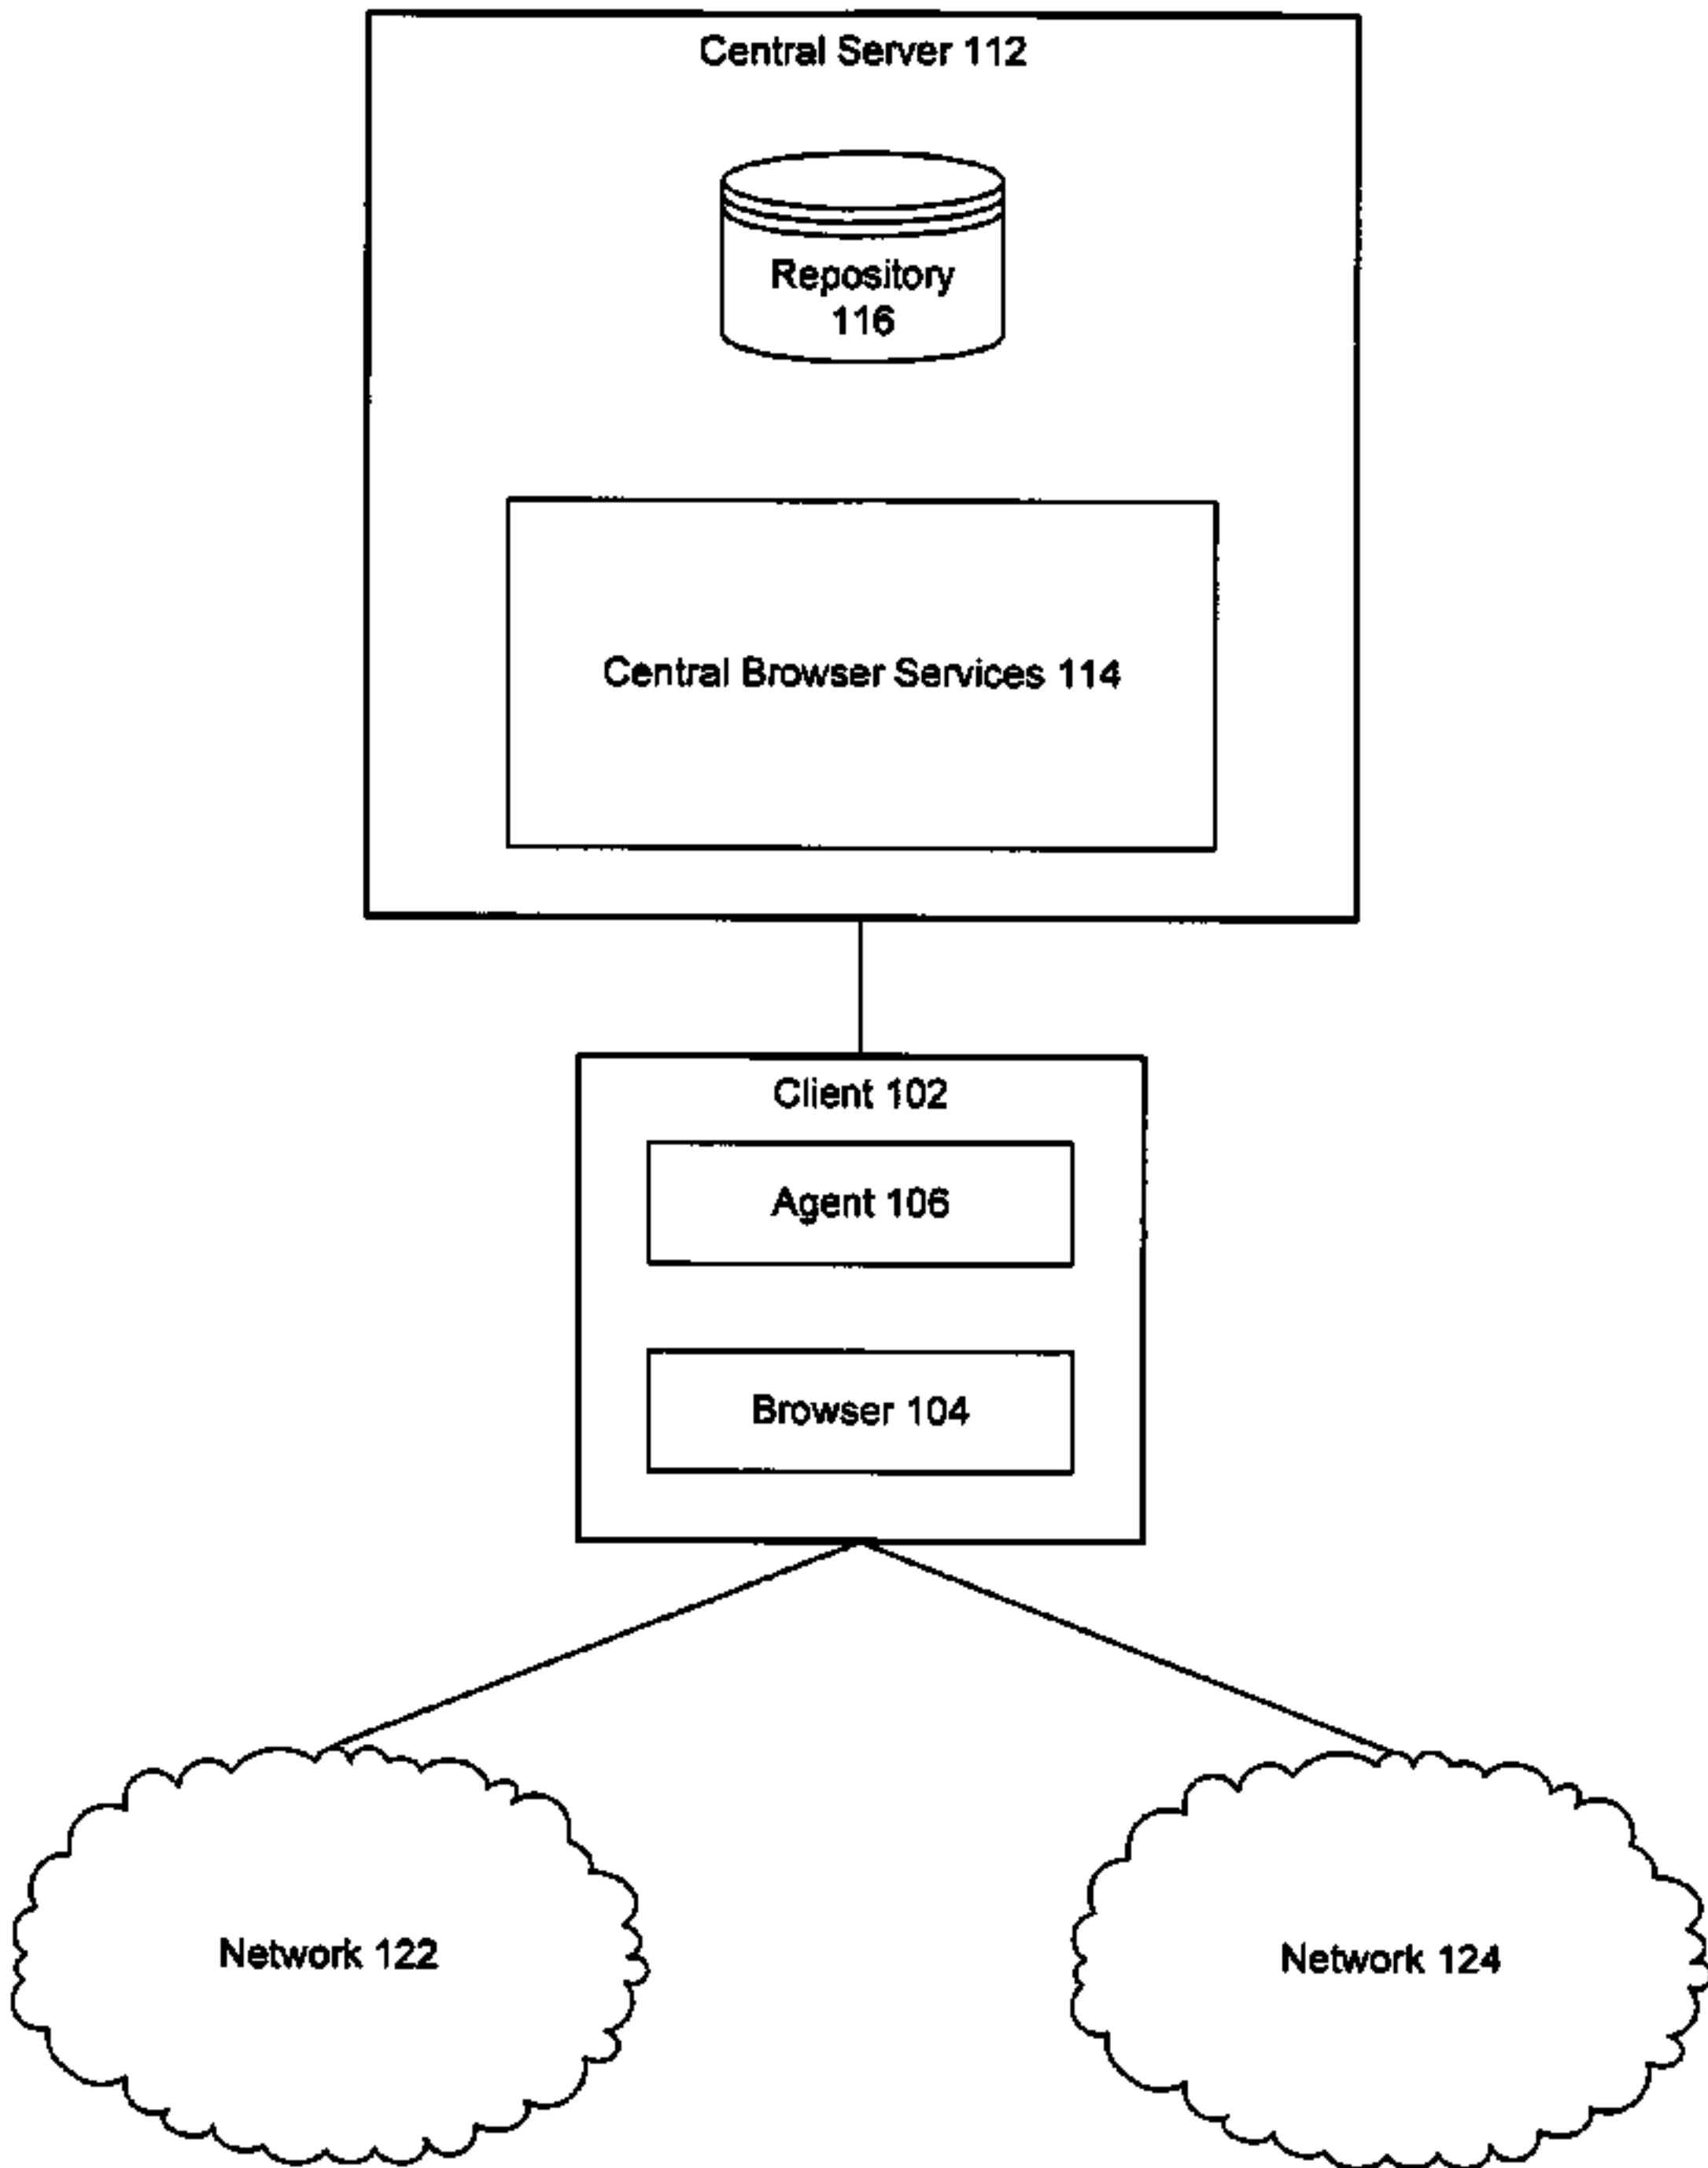 Central Server 112
Repository
116
Central Browser Services 114
Client 102
Agent 106
Browser 104
Network 122
Network 124